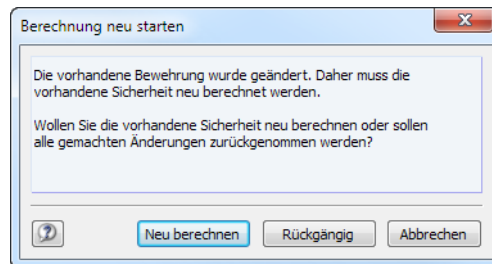 Berechnung neu starten
Die vorhandene Bewehrung wurde geändert. Daher muss die
vorhandene Sicherheit neu berechnet werden.
Wollen Sie die vorhandene Sicherheit neu berechnen oder sollen
alle gemachten Änderungen zurückgenommen werden?
Neu berechnen
Rückgängig
Abbrechen